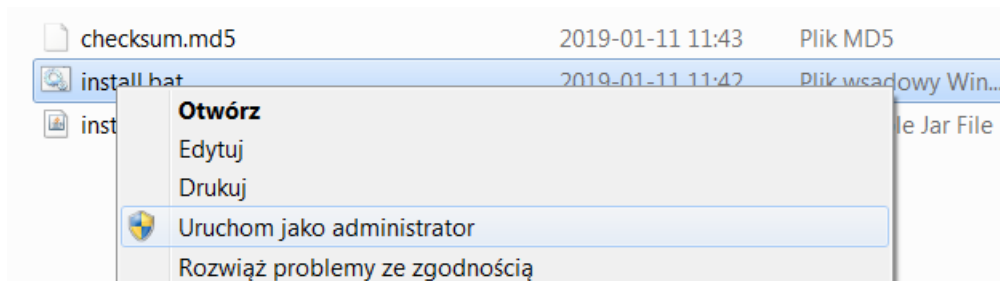 checksum.md5 2019-01-11 11:43 Plik MD5
install.bat 2019-01-11 11:42 Plik wsadowy Win...
inst le Jar File
Otwórz
Edytuj
Drukuj
Uruchom jako administrator
Rozwiąż problemy ze zgodnością